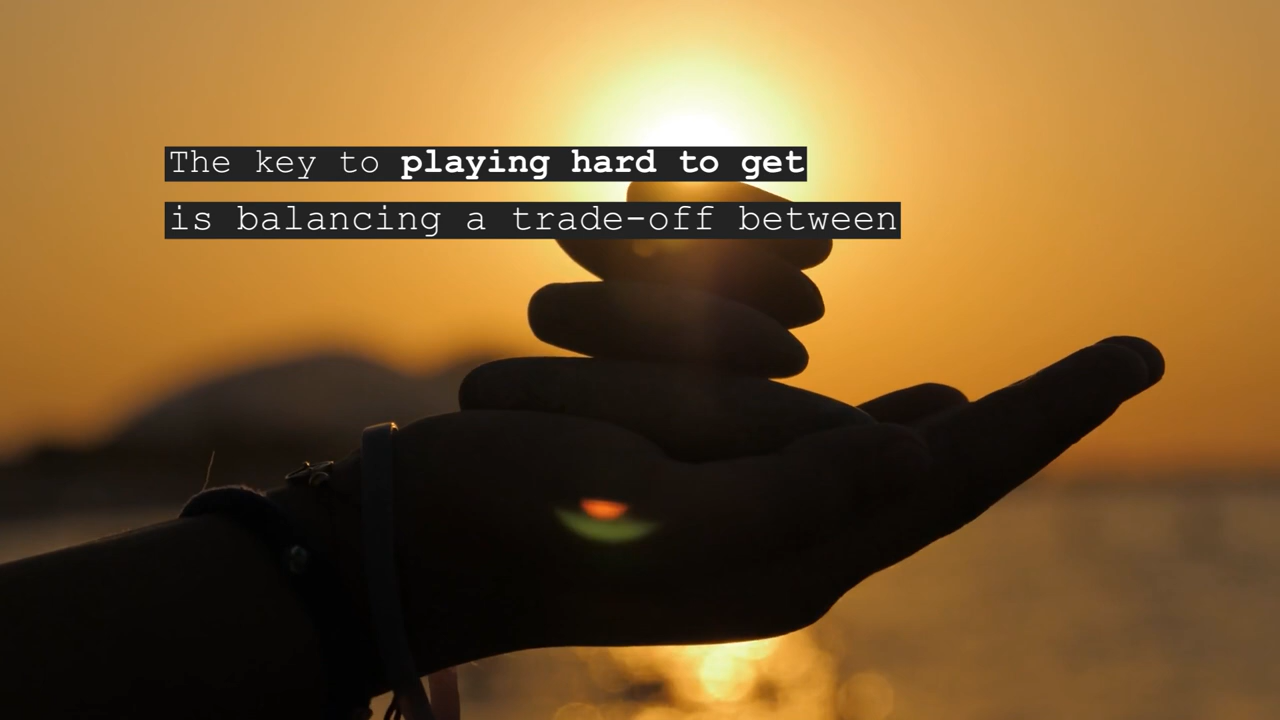 The key to playing hard to get
is balancing a trade-off between